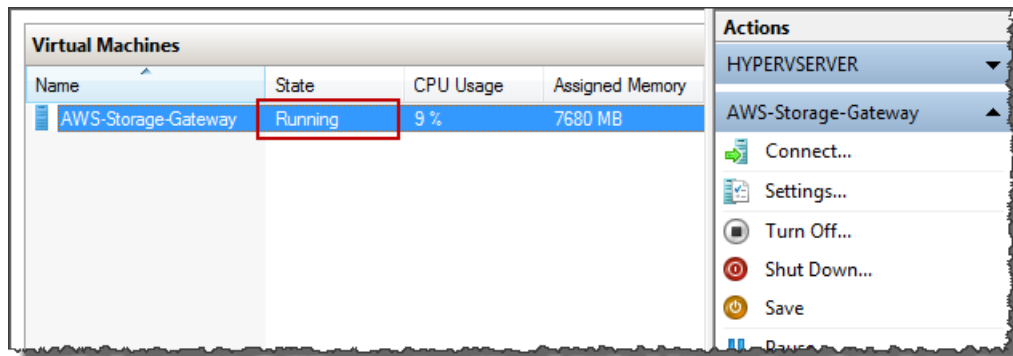 Virtual Machines
Name State CPU Usage Assigned Memory
AWS-Storage-Gateway Running 9 % 7680 MB
Actions
HYPERVSERVER
AWS-Storage-Gateway
Connect...
Settings...
Turn Off...
Shut Down...
Save
Pause